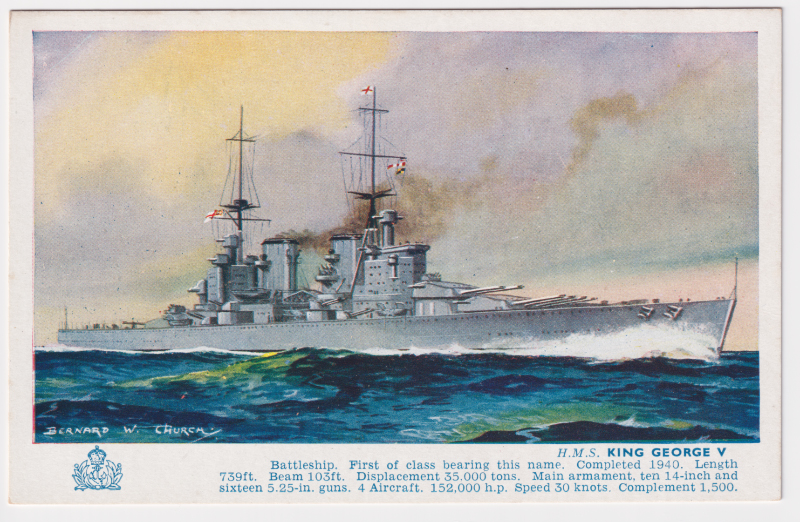 BERNARD W. CHURCH.
H.M.S. KING GEORGE V
Battleship. First of class bearing this name. Completed 1940. Length
739ft. Beam 103ft. Displacement 35.000 tons. Main armament, ten 14-inch and
sixteen 5.25-in. guns. 4 Aircraft. 152,000 h.p. Speed 30 knots. Complement 1,500.